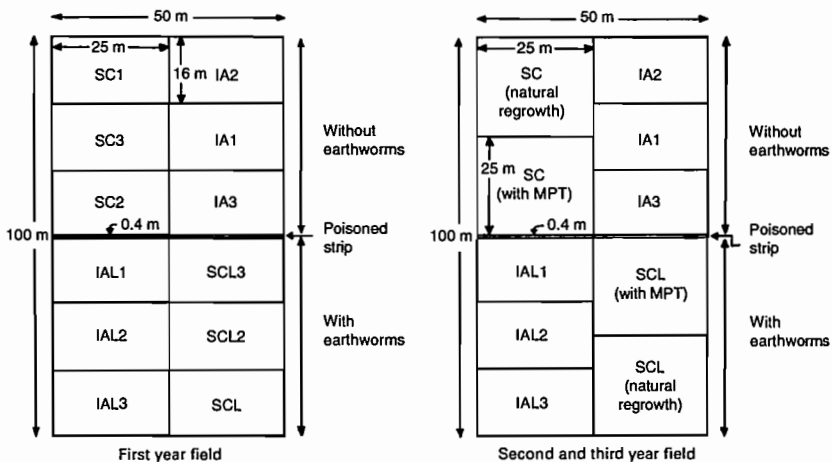 50 m
25 m
SC1
16 m
IA2
SC3
IA1
Without
earthworms
SC2
IA3
0.4 m
100 m
Poisoned
strip
IAL1
SCL3
IAL2
SCL2
With
earthworms
IAL3
SCL
First year field
50 m
25 m
SC
(natural
regrowth)
IA2
IA1
Without
earthworms
25 m
SC
(with MPT)
IA3
0.4 m
100 m
Poisoned
strip
IAL1
SCL
(with MPT)
IAL2
With
earthworms
SCL
(natural
regrowth)
IAL3
Second and third year field